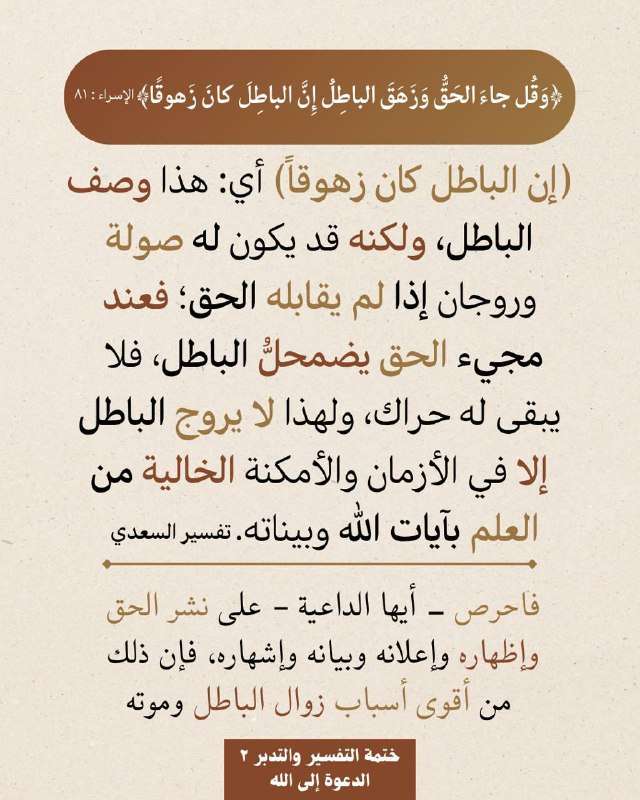 ﴿وَقُل جاءَ الحَقُّ وَزَهَقَ الباطِلُ إِنَّ الباطِلَ كانَ زَهوقًا﴾ الإسراء: ٨١
(إن الباطل كان زهوقاً) أي: هذا وصف
الباطل، ولكنه قد يكون له صولة
وروجان إذا لم يقابله الحق؛ فعند
مجيء الحق يضمحلُّ الباطل، فلا
يبقى له حراك، ولهذا لا يروج الباطل
إلا في الأزمان والأمكنة الخالية من
العلم بآيات الله وبيناته. تفسير السعدي
فاحرص – أيها الداعية – على نشر الحق
وإظهاره وإعلانه وبيانه وإشهاره، فإن ذلك
من أقوى أسباب زوال الباطل وموته
ختمة التفسير والتدبر ٢
الدعوة إلى الله